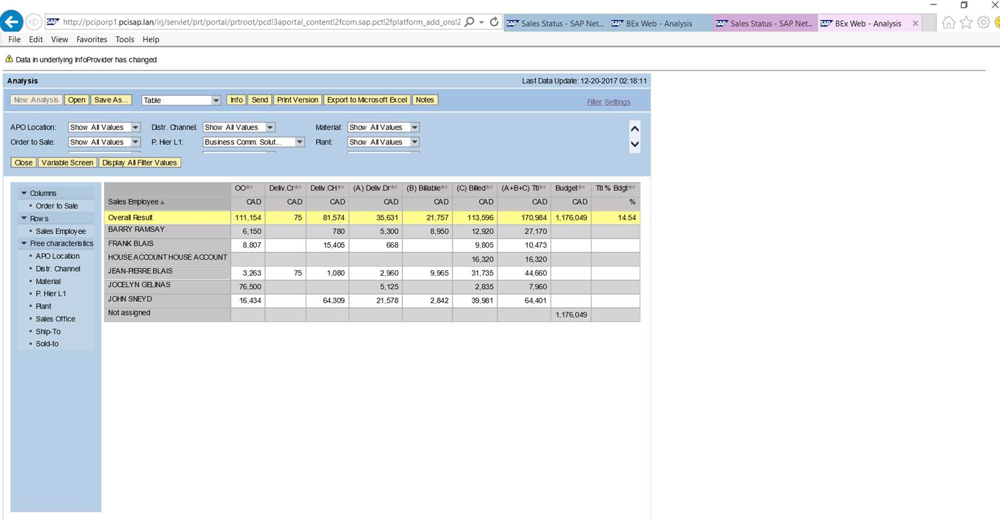 SAP http://pciporp1.pcisap.lan/irj/servlet/prt/portal/prtroot/pcd!3aportal_content!2fcom.sap.pct!2fplatform_add_ons!2 SAP Sales Status - SAP Net... SAP BEx Web - Analysis SAP Sales Status - SAP Net... SAP BEx Web - Analysis
File Edit View Favorites Tools Help
Data in underlying InfoProvider has changed
Analysis Last Data Update: 12-20-2017 02:18:11
New Analysis Open Save As... Table Info Send Print Version Export to Microsoft Excel Notes Filter Settings
APO Location: Show All Values Distr. Channel: Show All Values Material: Show All Values
Order to Sale: Show All Values P. Hier L1: Business Comm. Solut... Plant: Show All Values
Close Variable Screen Display All Filter Values
Columns
Order to Sale
Rows
Sales Employee
Free characteristics
APO Location
Distr. Channel
Material
P. Hier L1
Plant
Sales Office
Ship-To
Sold-to
OO Deliv.Cr Deliv.CH (A) Deliv.Dr (B) Billable (C) Billed (A+B+C) Ttl Budget Ttl % Bdgt
Sales Employee CAD CAD CAD CAD CAD CAD CAD CAD %
Overall Result 111,154 75 81,574 35,631 21,757 113,596 170,984 1,176,049 14.54
BARRY RAMSAY 6,150 780 5,300 8,950 12,920 27,170
FRANK BLAIS 8,807 15,405 668 9,805 10,473
HOUSE ACCOUNT HOUSE ACCOUNT 16,320 16,320
JEAN-PIERRE BLAIS 3,263 75 1,080 2,960 9,965 31,735 44,660
JOCELYN GELINAS 76,500 5,125 2,835 7,960
JOHN SNEYD 16,434 64,309 21,578 2,842 39,981 64,401
Not assigned 1,176,049